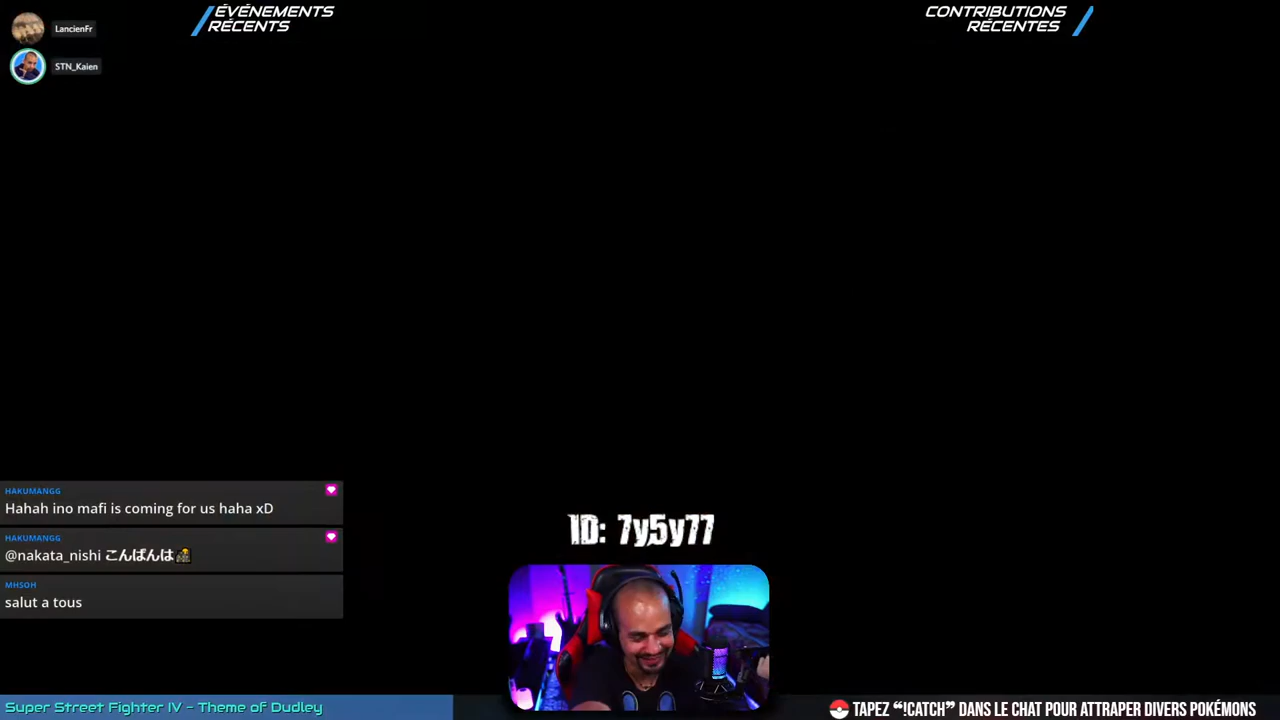 LancienFr
STN_Kaien
ÉVÉNEMENTS
RÉCENTS
CONTRIBUTIONS
RÉCENTES
HAKUMANGG
Hahah ino mafi is coming for us haha xD
HAKUMANGG
@nakata_nishi こんばんは
MHSOH
salut a tous
ID: 7y5y77
Super Street Fighter IV - Theme of Dudley
TAPEZ “!CATCH” DANS LE CHAT POUR ATTRAPER DIVERS POKÉMONS